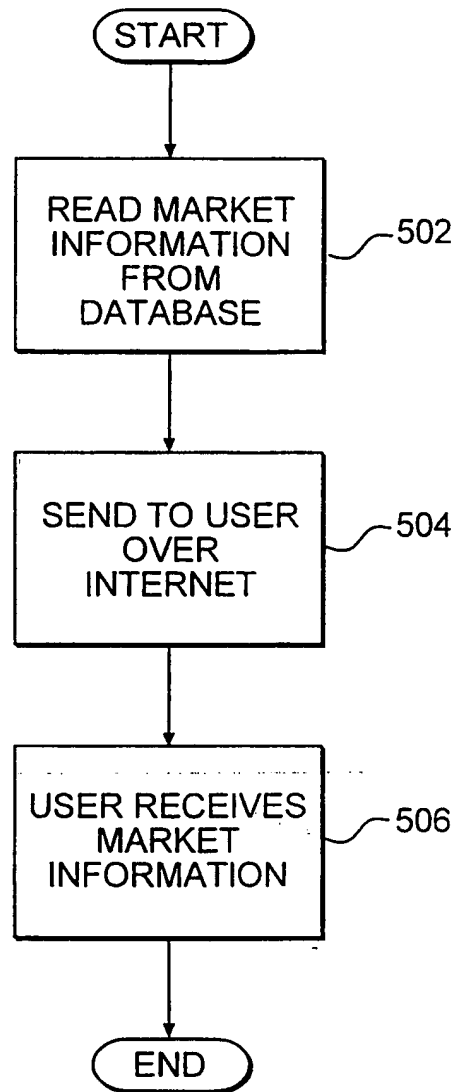 START
READ MARKET
INFORMATION
FROM
DATABASE
502
SEND TO USER
OVER
INTERNET
504
USER RECEIVES
MARKET
INFORMATION
506
END